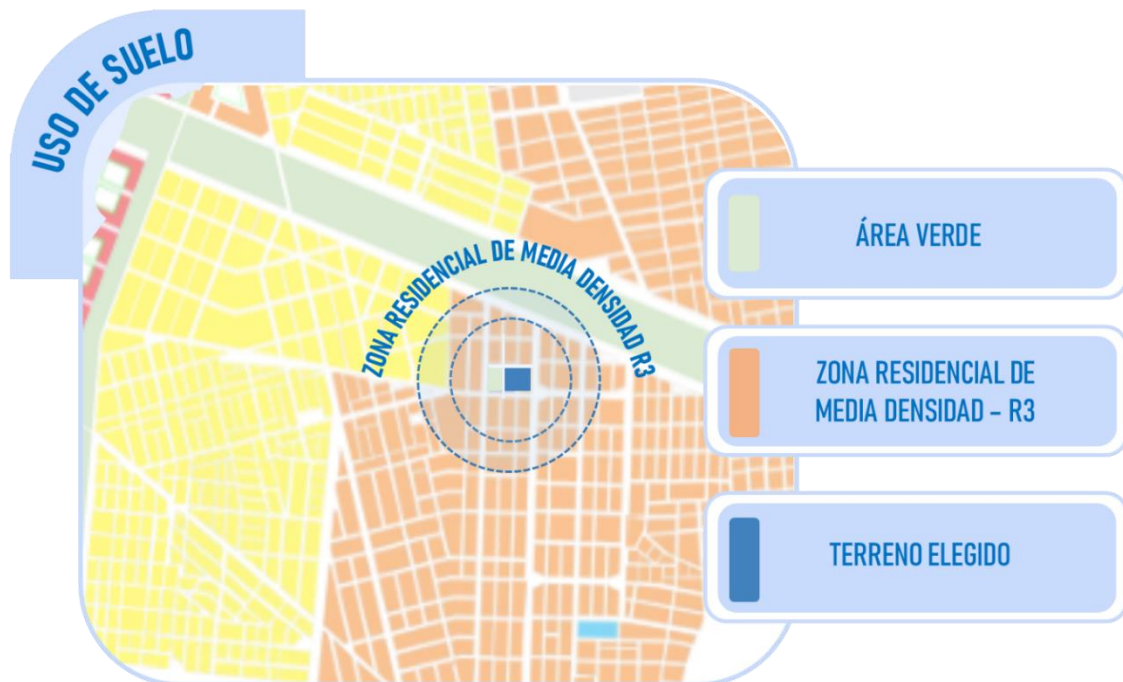 USO DE SUELO
ZONA RESIDENCIAL DE MEDIA DENSIDAD R3
ÁREA VERDE
ZONA RESIDENCIAL DE
MEDIA DENSIDAD - R3
TERRENO ELEGIDO